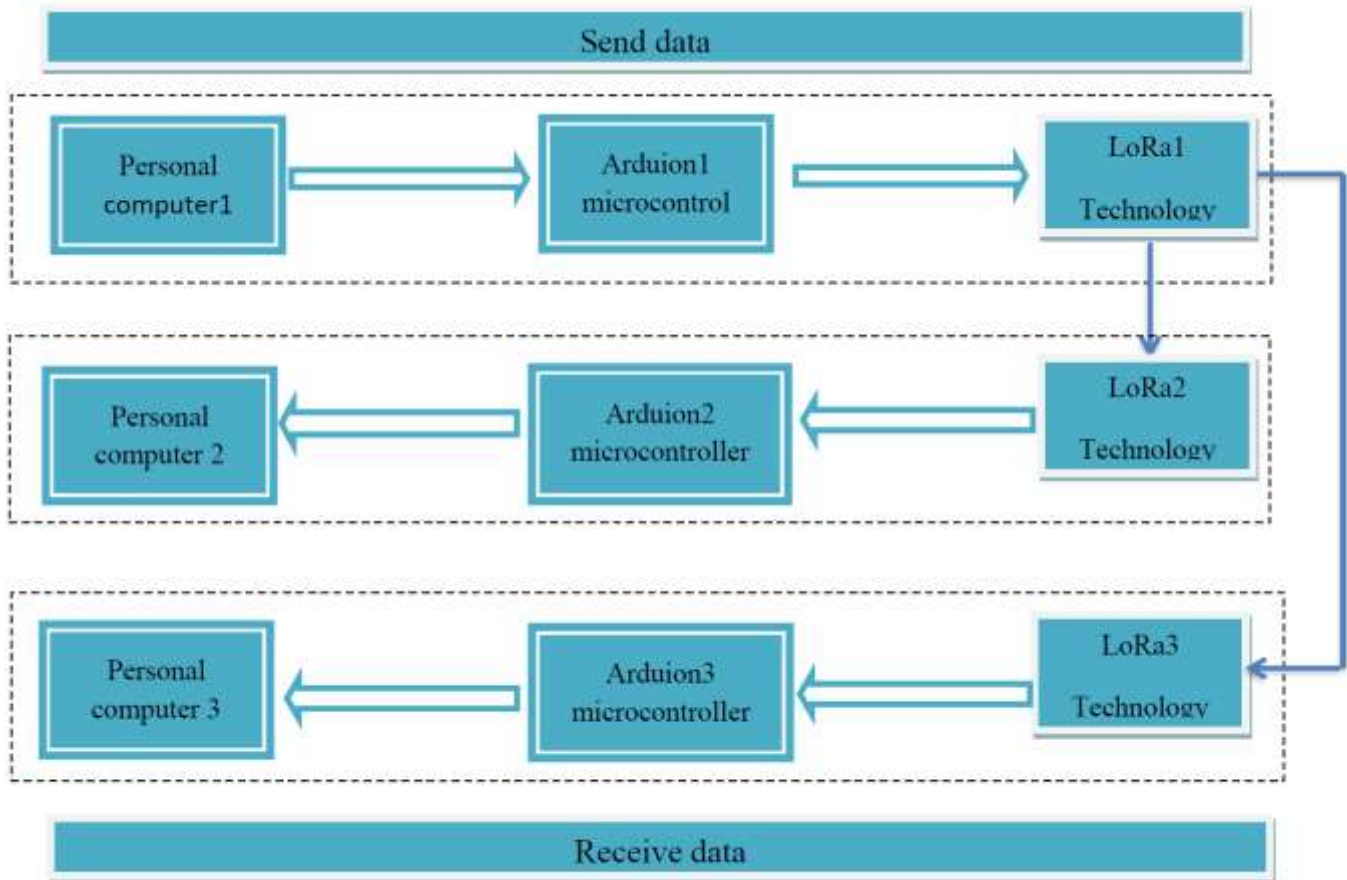 Send data
Personal
computer1
Arduion1
microcontrol
LoRa1
Technology
Personal
computer 2
Arduion2
microcontroller
LoRa2
Technology
Personal
computer 3
Arduion3
microcontroller
LoRa3
Technology
Receive data